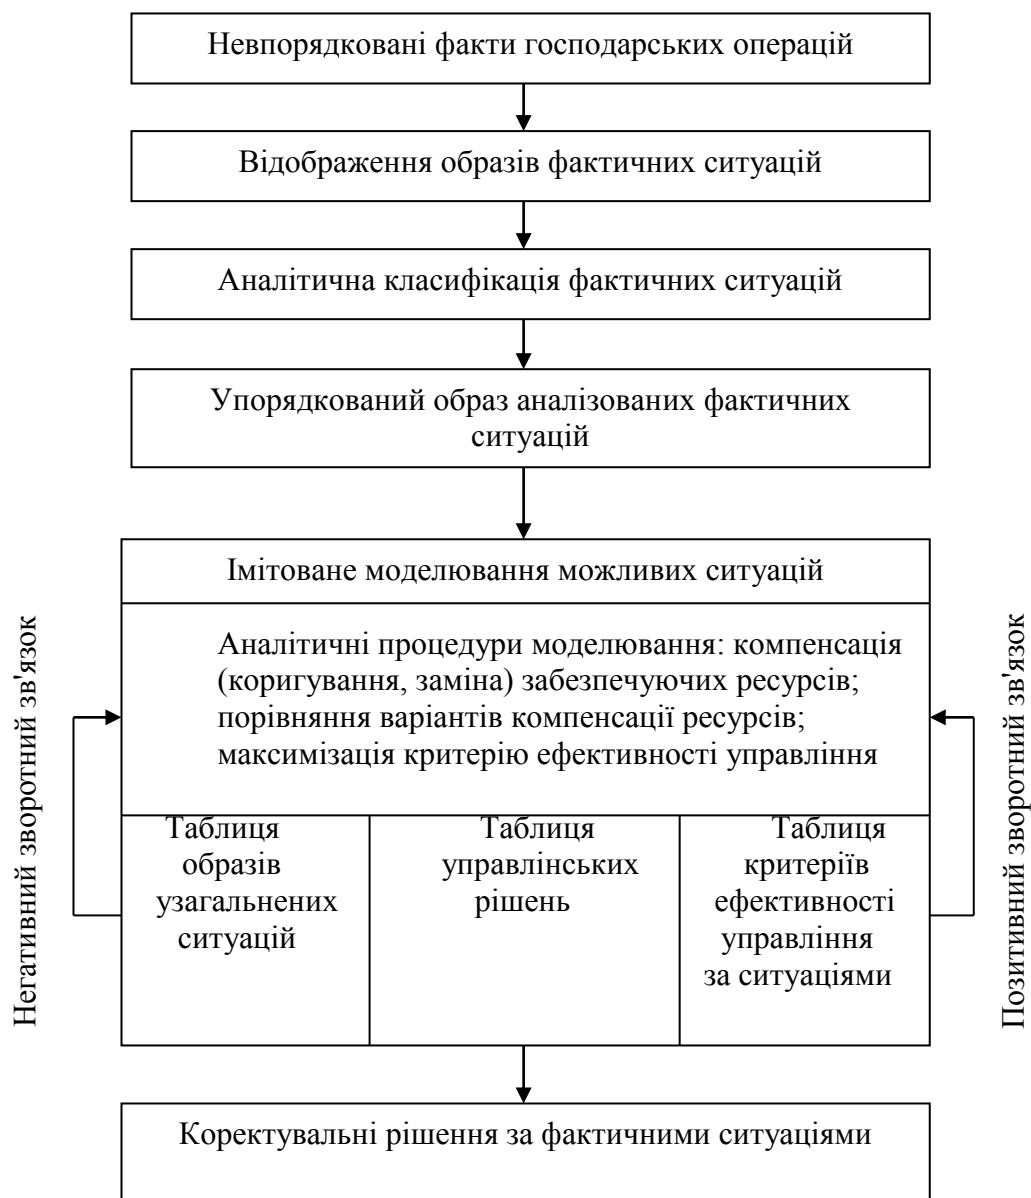 Невпорядковані факти господарських операцій
Відображення образів фактичних ситуацій
Аналітична класифікація фактичних ситуацій
Упорядкований образ аналізованих фактичних
ситуацій
Імітоване моделювання можливих ситуацій
Аналітичні процедури моделювання: компенсація
(коригування, заміна) забезпечуючих ресурсів;
порівняння варіантів компенсації ресурсів;
максимізація критерію ефективності управління
Негативний зворотний зв'язок
Таблиця
образів
узагальнених
ситуацій
Таблиця
управлінських
рішень
Таблиця
критеріїв
ефективності
управління
за ситуаціями
Позитивний зворотний зв'язок
Коректувальні рішення за фактичними ситуаціями